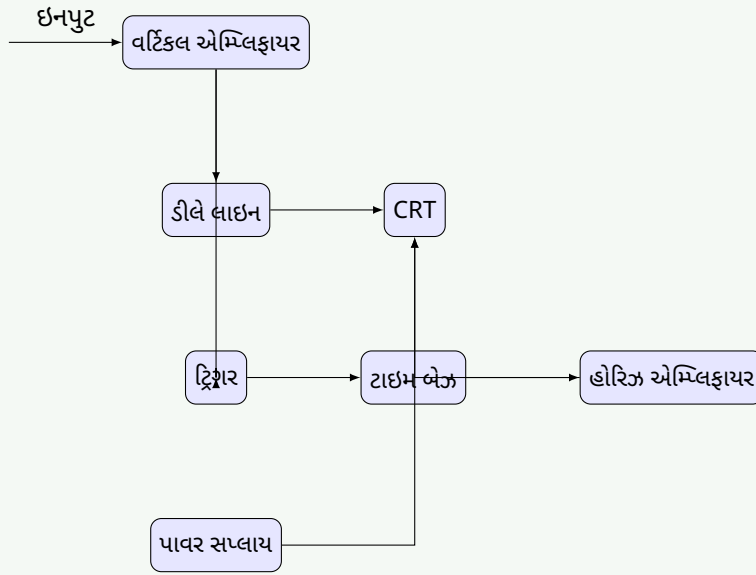 ઇનપુટ
વર્ટિકલ એમ્પ્લિફાયર
ડીલે લાઇન
CRT
ટ્રિગર
ટાઇમ બેઝ
હોરિઝ એમ્પ્લિફાયર
પાવર સપ્લાય